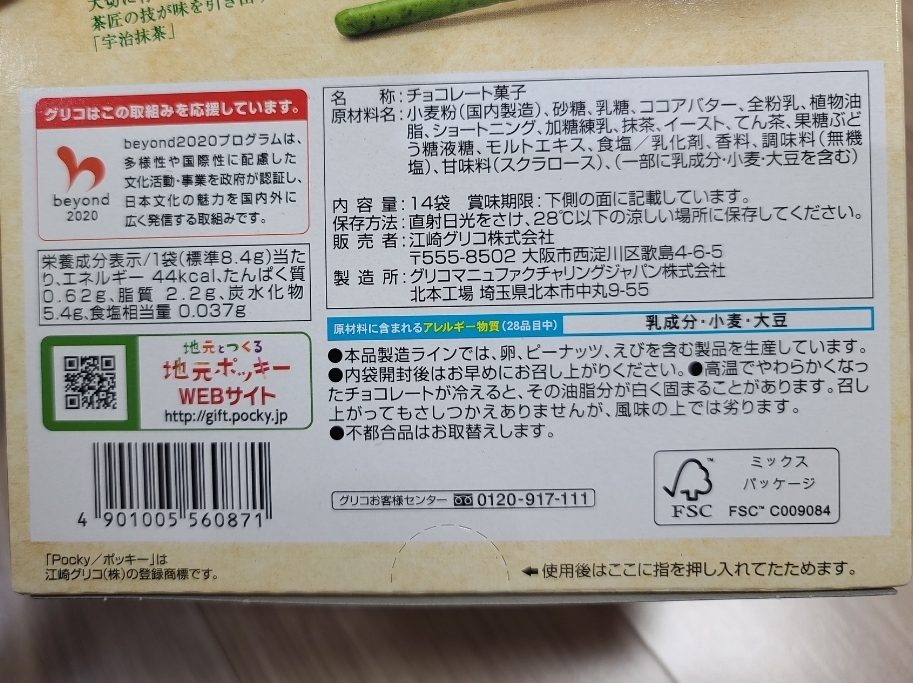 茶匠の技が味を引き出す
「宇治抹茶」
グリコはこの取組みを応援しています。
beyond
2020
beyond2020プログラムは、
多様性や国際性に配慮した
文化活動・事業を政府が認証し、
日本文化の魅力を国内外に
広く発信する取組みです。
栄養成分表示/1袋(標準8.4g)当た
り、エネルギー 44kcal、たんぱく質
0.62g、脂質 2.2g、炭水化物
5.4g、食塩相当量 0.037g
地元とつくる
地元ポッキー
WEBサイト
http://gift.pocky.jp
4 901005 560871
「Pocky/ポッキー」は
江崎グリコ(株)の登録商標です。
名 称:チョコレート菓子
原材料名:小麦粉(国内製造)、砂糖、乳糖、ココアバター、全粉乳、植物油
脂、ショートニング、加糖練乳、抹茶、イースト、てん茶、果糖ぶど
う糖液糖、モルトエキス、食塩/乳化剤、香料、調味料(無機
塩)、甘味料(スクラロース)、(一部に乳成分・小麦・大豆を含む)
内 容 量:14袋 賞味期限:下側の面に記載しています。
保存方法:直射日光をさけ、28℃以下の涼しい場所に保存してください。
販 売 者:江崎グリコ株式会社
〒555-8502 大阪市西淀川区歌島4-6-5
製 造 所:グリコマニュファクチャリングジャパン株式会社
北本工場 埼玉県北本市中丸9-55
原材料に含まれるアレルギー物質(28品目中) 乳成分・小麦・大豆
●本品製造ラインでは、卵、ピーナッツ、えびを含む製品を生産しています。
●内袋開封後はお早めにお召し上がりください。●高温でやわらかくなっ
たチョコレートが冷えると、その油脂分が白く固まることがあります。召し
上がってもさしつかえありませんが、風味の上では劣ります。
●不都合品はお取替えします。
グリコお客様センター 0120-917-111
FSC™
ミックス
パッケージ
FSC™ C009084
←使用後はここに指を押し入れてたためます。